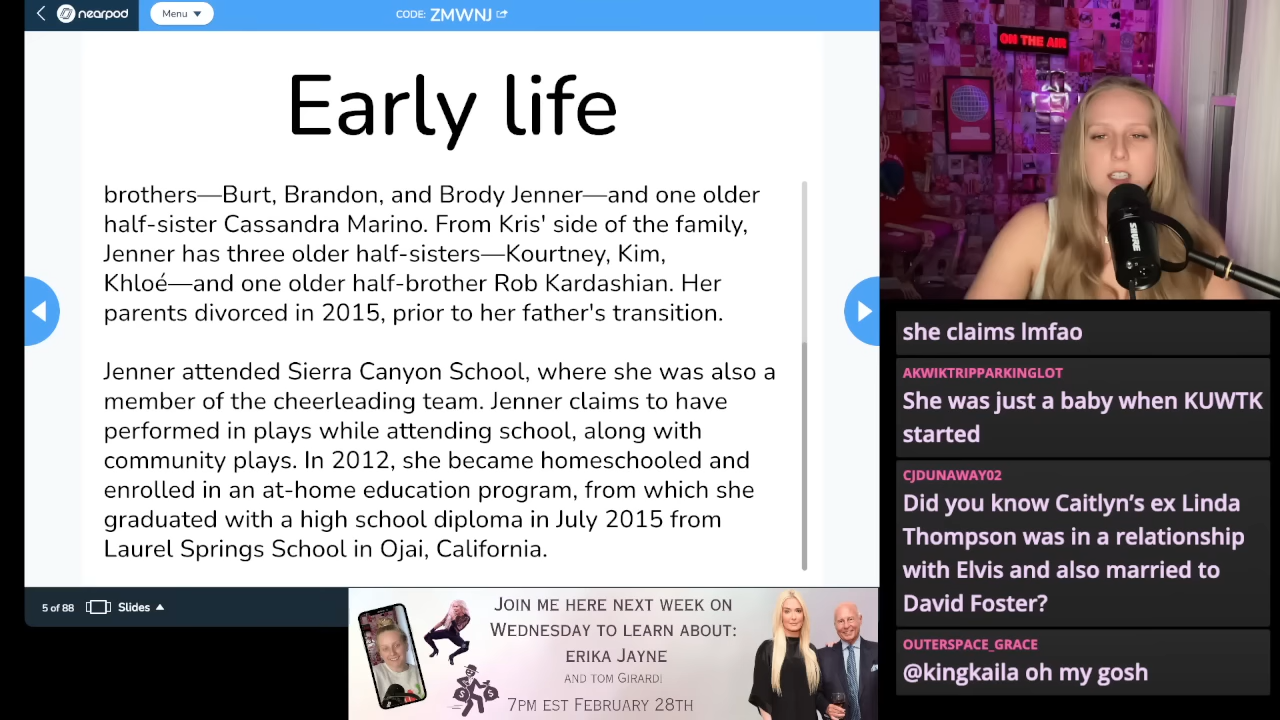 nearpod
Menu
CODE: ZMWNJ
Early life
brothers—Burt, Brandon, and Brody Jenner—and one older
half-sister Cassandra Marino. From Kris' side of the family,
Jenner has three older half-sisters—Kourtney, Kim,
Khloé—and one older half-brother Rob Kardashian. Her
parents divorced in 2015, prior to her father's transition.
Jenner attended Sierra Canyon School, where she was also a
member of the cheerleading team. Jenner claims to have
performed in plays while attending school, along with
community plays. In 2012, she became homeschooled and
enrolled in an at-home education program, from which she
graduated with a high school diploma in July 2015 from
Laurel Springs School in Ojai, California.
5 of 88
Slides
JOIN ME HERE NEXT WEEK ON
WEDNESDAY TO LEARN ABOUT:
ERIKA JAYNE
AND TOM GIRARDI
7PM EST FEBRUARY 28TH
ON THE AIR
SHURE
she claims lmfao
AKWIKTRIPPARKINGLOT
She was just a baby when KUWTK
started
CJDUNAWAY02
Did you know Caitlyn’s ex Linda
Thompson was in a relationship
with Elvis and also married to
David Foster?
OUTERSPACE_GRACE
@kingkaila oh my gosh